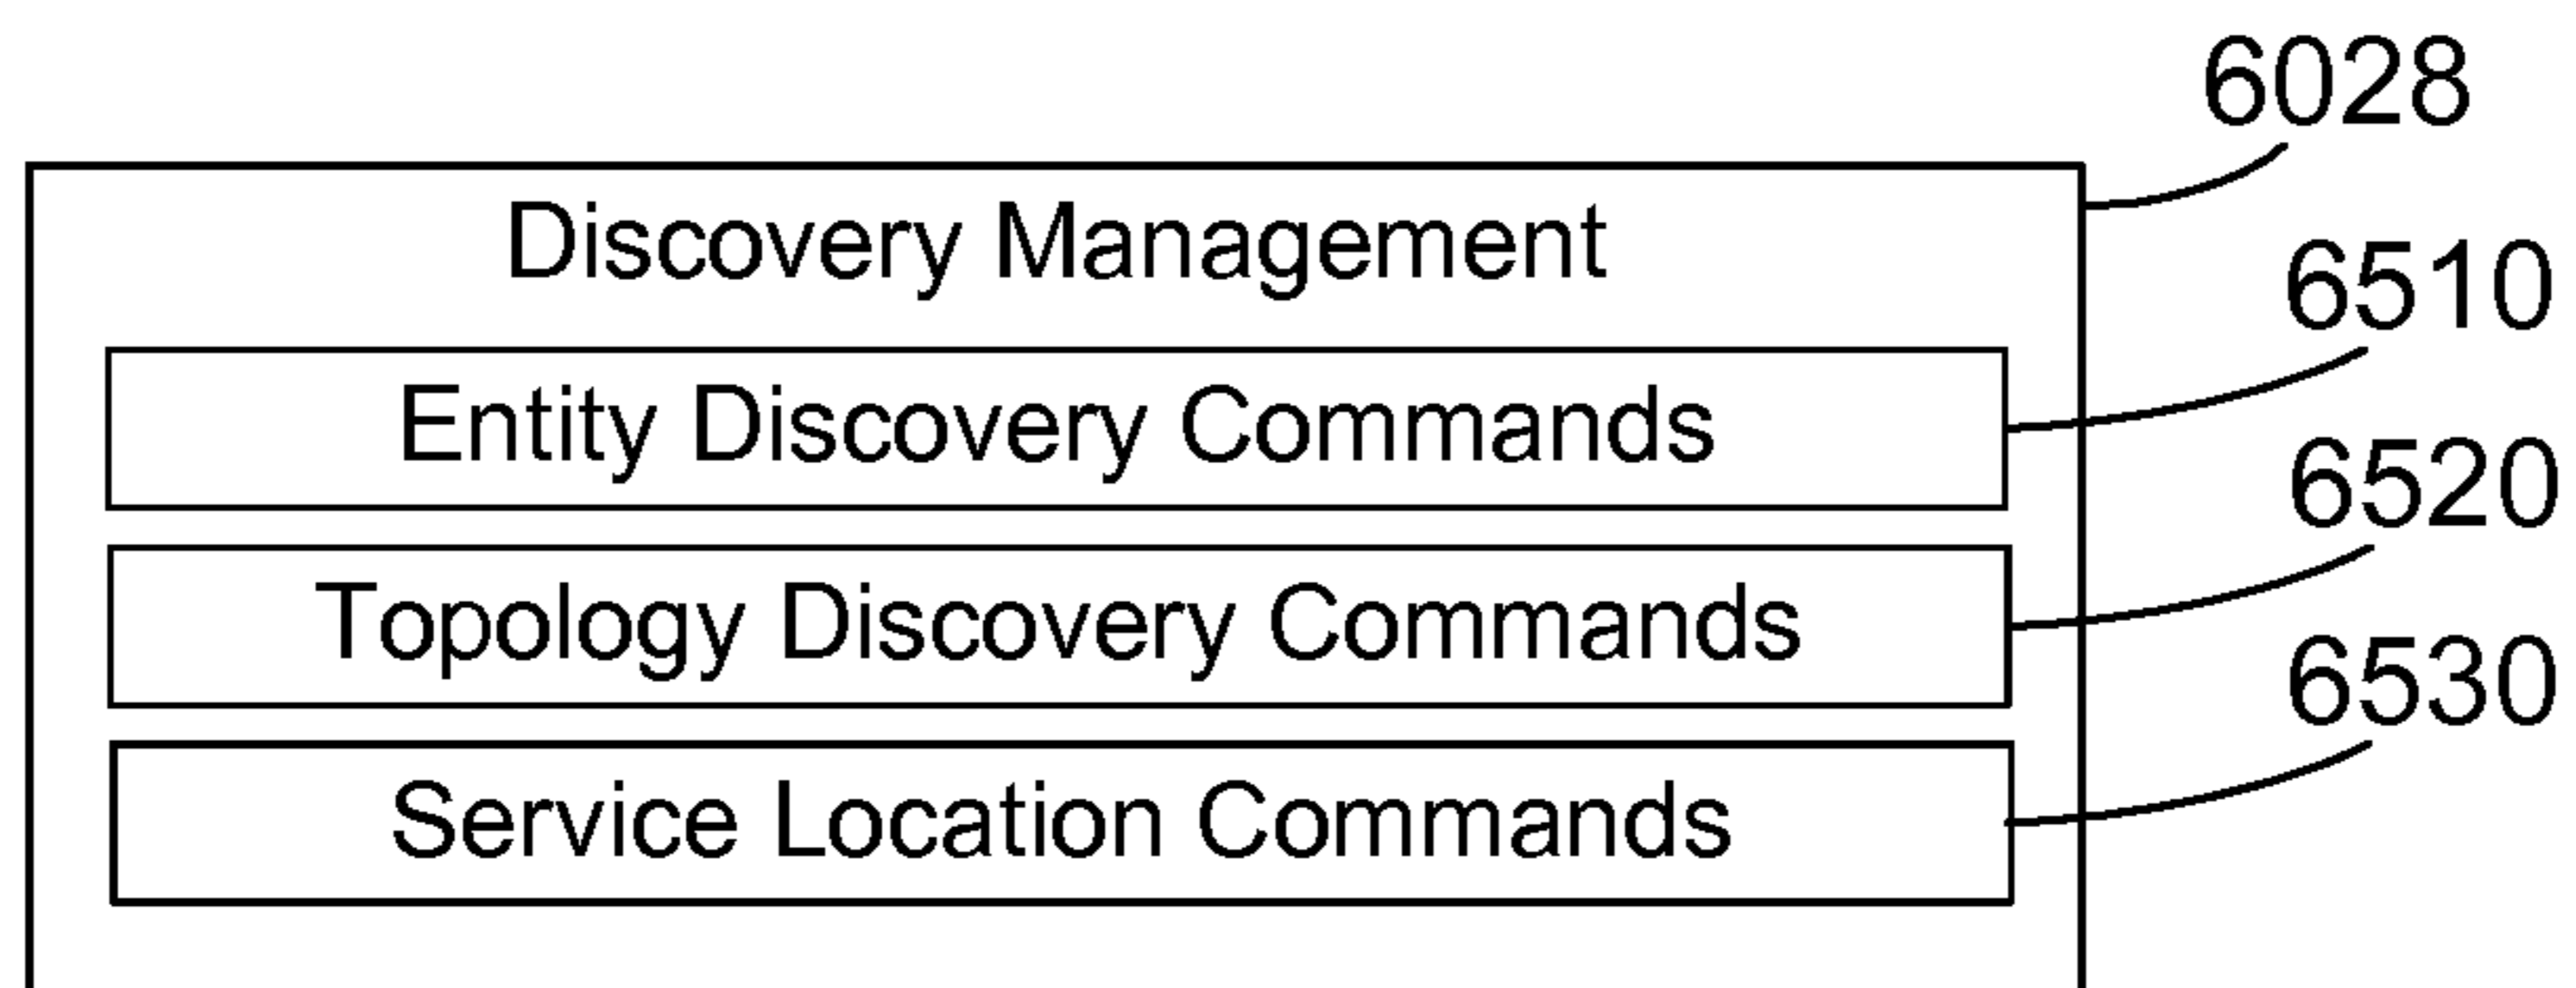 6028
Discovery Management
6510
Entity Discovery Commands
6520
Topology Discovery Commands
6530
Service Location Commands